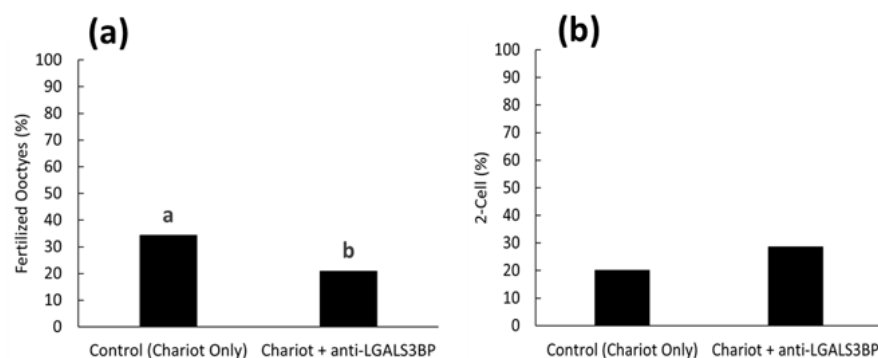 (a)
100
90
80
70
60
50
40
30
20
10
0
Fertilized Ooctyes (%)
a
b
Control (Chariot Only) Chariot + anti-LGALS3BP
(b)
100
90
80
70
60
50
40
30
20
10
0
2-Cell (%)
Control (Chariot Only) Chariot + anti-LGALS3BP